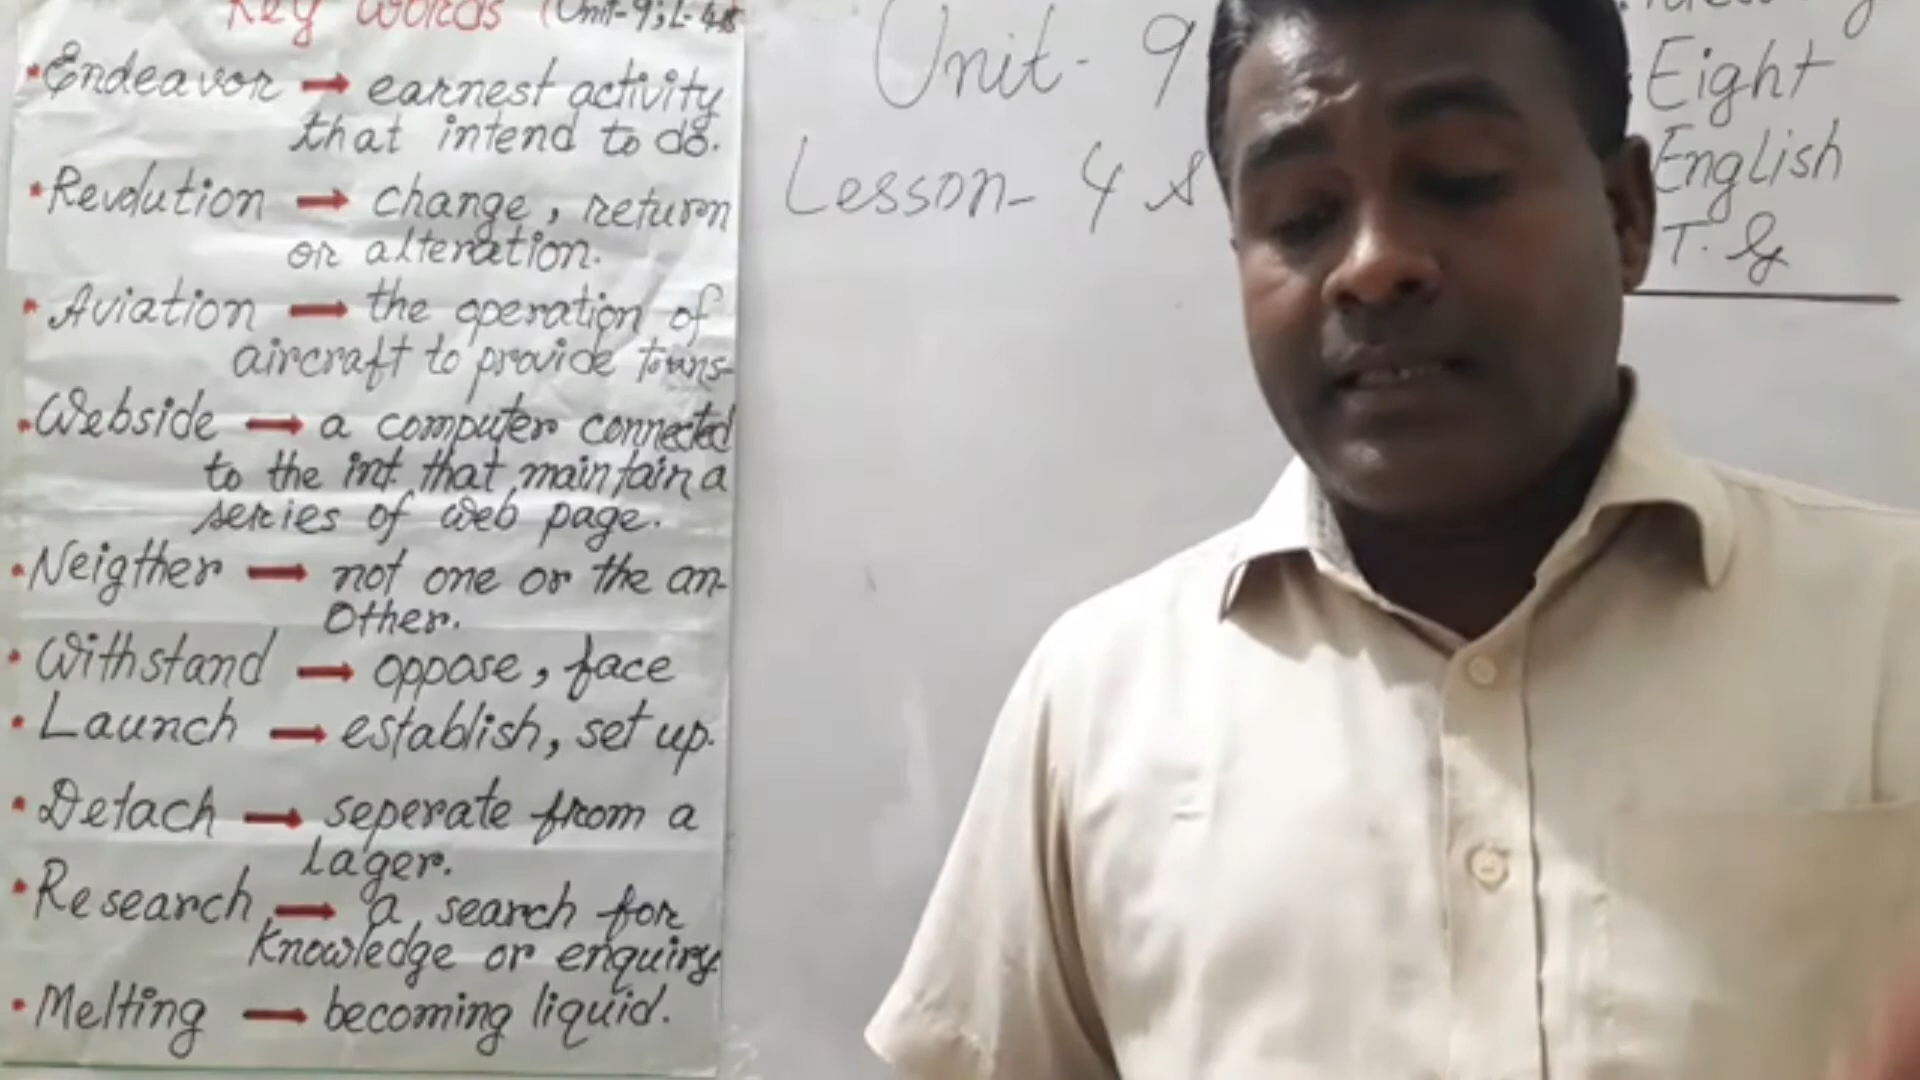 Key Words (Unit-9; L-4&
Endeavor → earnest activity
that intend to do.
Revolution → change, return
or alteration.
Aviation → the operation of
aircraft to provide trans-
Webside → a computer connected
to the int. that maintain a
series of web page.
Neigther → not one or the an-
other.
Withstand → oppose, face
Launch → establish, set up.
Detach → seperate from a
lager.
Research → a search for
knowledge or enquiry
Melting → becoming liquid.
Unit- 9
Lesson- 4 &
Eight
English